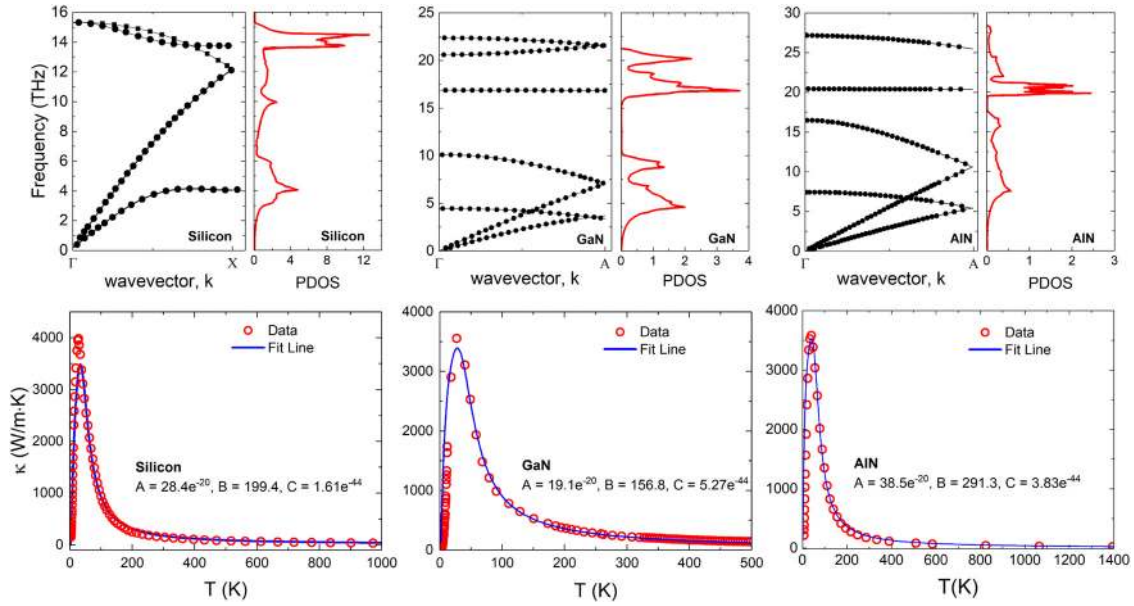 16
14
12
10
8
6
4
2
0
Frequency (THz)
Γ
X
wavevector, k
Silicon
0 4 8 12
PDOS
Silicon
25
20
15
10
5
0
Γ
A
wavevector, k
GaN
0 1 2 3 4
PDOS
GaN
30
25
20
15
10
5
0
Γ
A
wavevector, k
AlN
0 1 2 3
PDOS
AlN
4000
3000
2000
1000
0
κ (W/m·K)
Data
Fit Line
Silicon
A = 28.4e-20, B = 199.4, C = 1.61e-44
0 200 400 600 800 1000
T (K)
4000
3000
2000
1000
0
Data
Fit Line
GaN
A = 19.1e-20, B = 156.8, C = 5.27e-44
0 100 200 300 400 500
T (K)
4000
3000
2000
1000
0
Data
Fit Line
AlN
A = 38.5e-20, B = 291.3, C = 3.83e-44
0 200 400 600 800 1000 1200 1400
T(K)